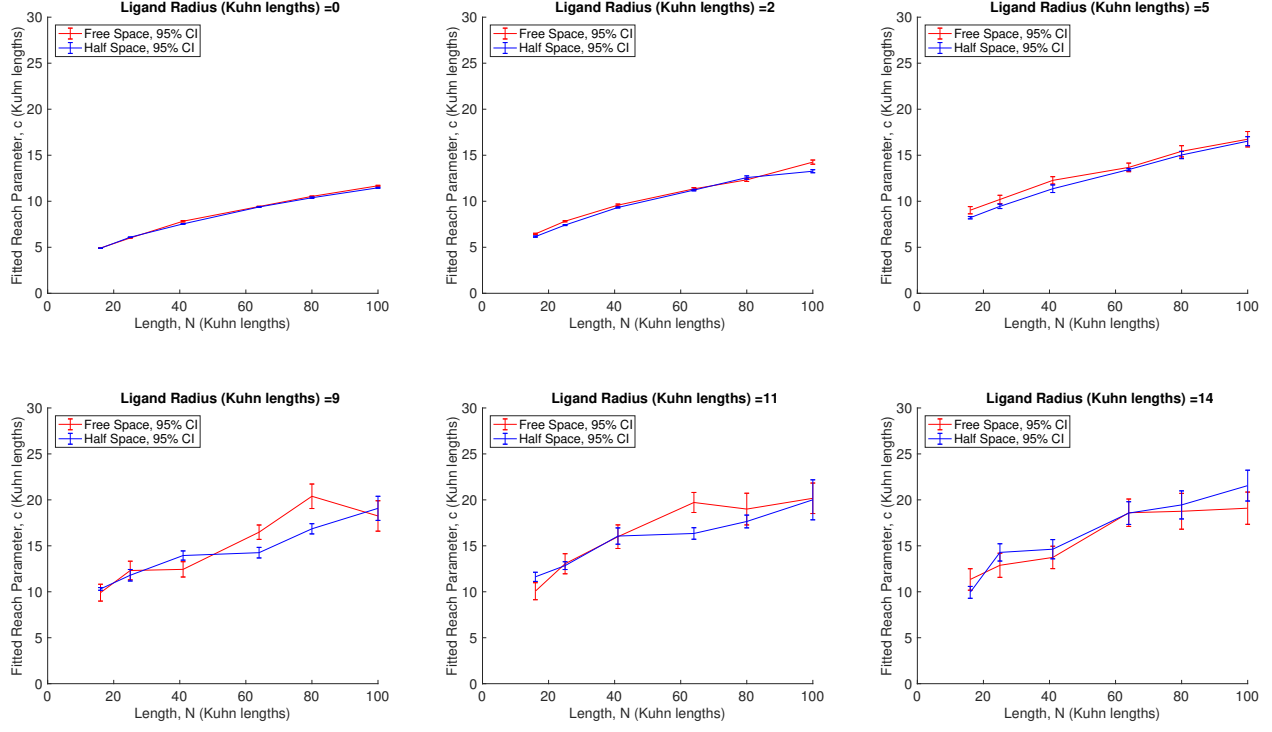 Ligand Radius (Kuhn lengths) =0
Fitted Reach Parameter, c (Kuhn lengths)
30
25
20
15
10
5
0
Free Space, 95% CI
Half Space, 95% CI
0 20 40 60 80 100
Length, N (Kuhn lengths)
Ligand Radius (Kuhn lengths) =2
Fitted Reach Parameter, c (Kuhn lengths)
30
25
20
15
10
5
0
Free Space, 95% CI
Half Space, 95% CI
0 20 40 60 80 100
Length, N (Kuhn lengths)
Ligand Radius (Kuhn lengths) =5
Fitted Reach Parameter, c (Kuhn lengths)
30
25
20
15
10
5
0
Free Space, 95% CI
Half Space, 95% CI
0 20 40 60 80 100
Length, N (Kuhn lengths)
Ligand Radius (Kuhn lengths) =9
Fitted Reach Parameter, c (Kuhn lengths)
30
25
20
15
10
5
0
Free Space, 95% CI
Half Space, 95% CI
0 20 40 60 80 100
Length, N (Kuhn lengths)
Ligand Radius (Kuhn lengths) =11
Fitted Reach Parameter, c (Kuhn lengths)
30
25
20
15
10
5
0
Free Space, 95% CI
Half Space, 95% CI
0 20 40 60 80 100
Length, N (Kuhn lengths)
Ligand Radius (Kuhn lengths) =14
Fitted Reach Parameter, c (Kuhn lengths)
30
25
20
15
10
5
0
Free Space, 95% CI
Half Space, 95% CI
0 20 40 60 80 100
Length, N (Kuhn lengths)